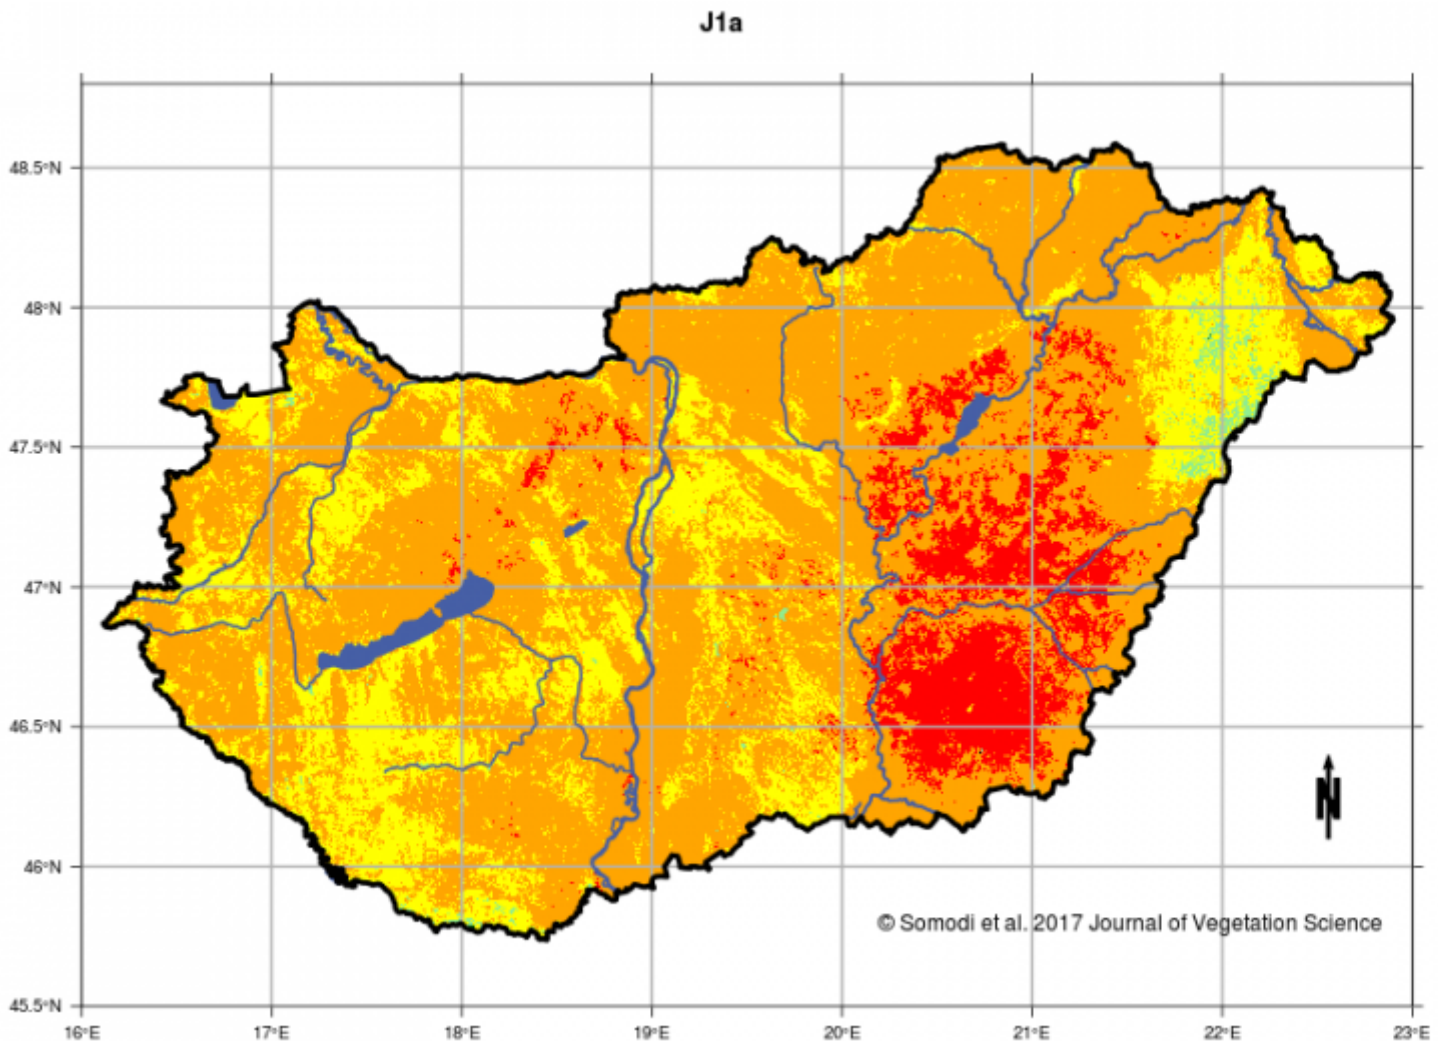 J1a
48.5°N
48°N
47.5°N
47°N
46.5°N
46°N
45.5°N
N
© Somodi et al. 2017 Journal of Vegetation Science
16°E 17°E 18°E 19°E 20°E 21°E 22°E 23°E